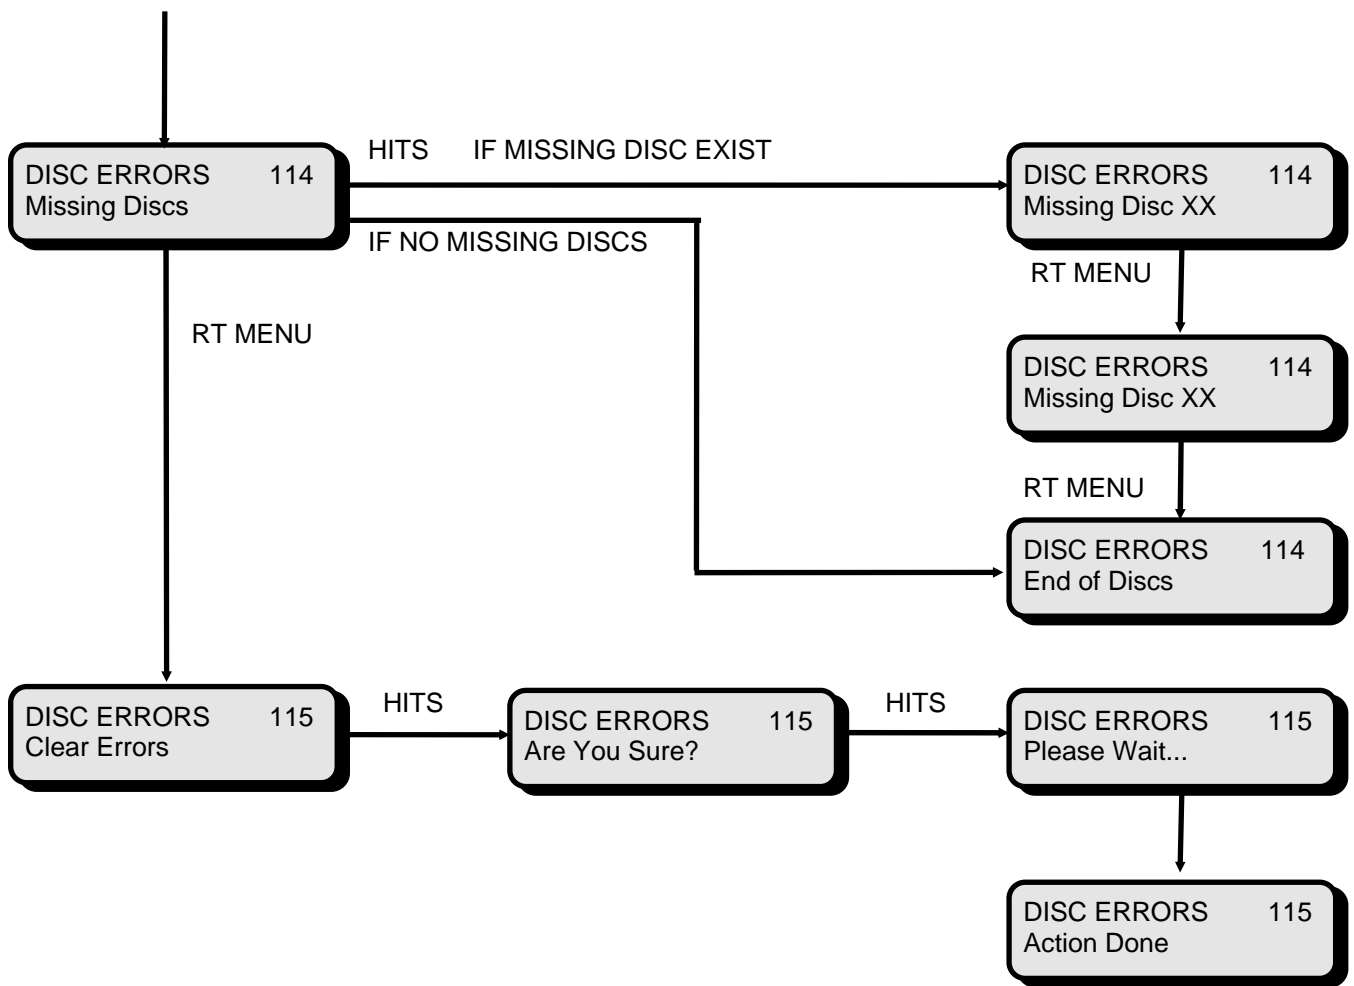 HITS IF MISSING DISC EXIST
DISC ERRORS 114
Missing Discs
DISC ERRORS 114
Missing Disc XX
IF NO MISSING DISCS
RT MENU
RT MENU
DISC ERRORS 114
Missing Disc XX
RT MENU
DISC ERRORS 114
End of Discs
DISC ERRORS 115
Clear Errors
HITS
DISC ERRORS 115
Are You Sure?
HITS
DISC ERRORS 115
Please Wait...
DISC ERRORS 115
Action Done